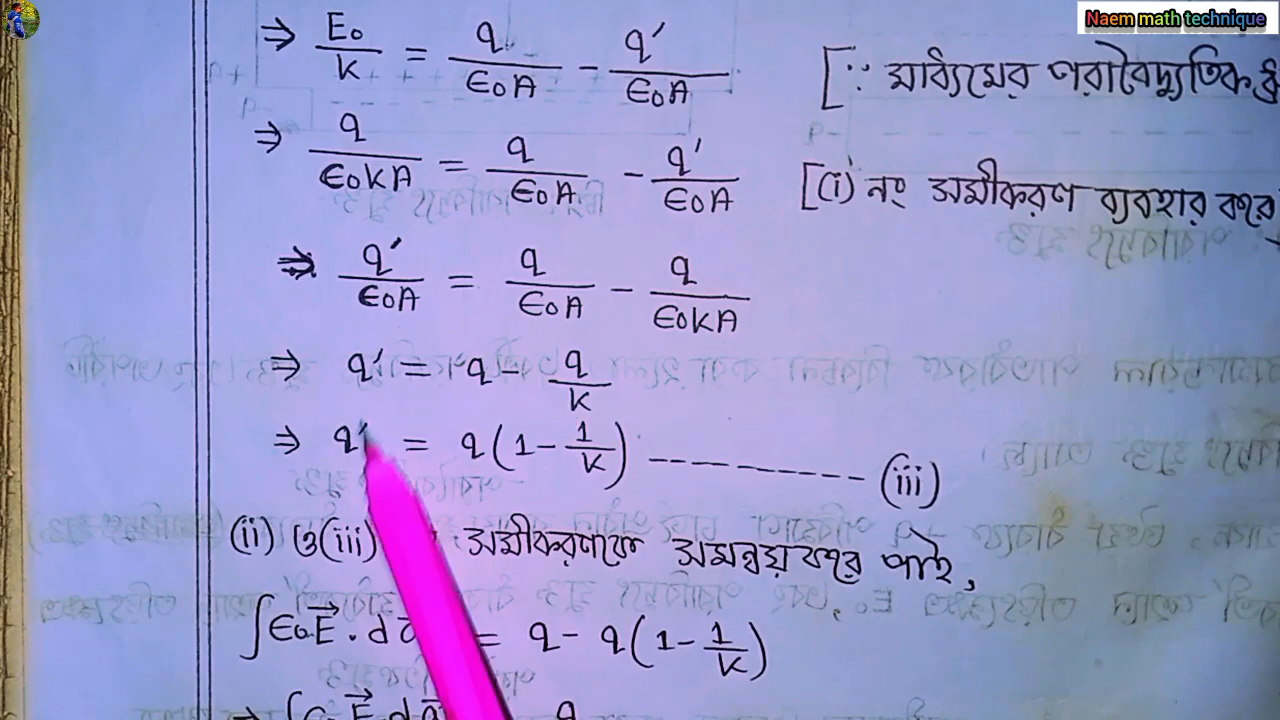 Naem math technique
⇒ E₀/K = q/ϵ₀A − q′/ϵ₀A [∵ মাধ্যমের পরাবৈদ্যুতিক
⇒ q/ϵ₀KA = q/ϵ₀A − q′/ϵ₀A [(i) নং সমীকরণ ব্যবহার করে
⇒ q′/ϵ₀A = q/ϵ₀A − q/ϵ₀KA
⇒ q′ = q − q/K
⇒ q′ = q(1 − 1/K) ---------- (iii)
(ii) ও (iii) সমীকরণকে সমন্বয় করে পাই,
∫ϵ₀E⃗ · d = q − q(1 − 1/K)